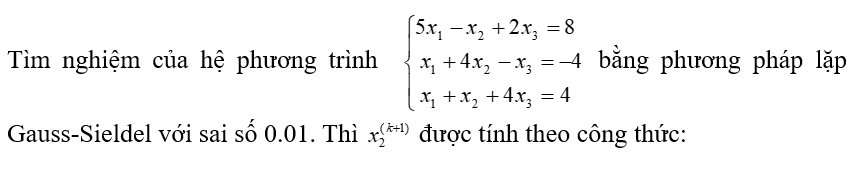 Tìm nghiệm của hệ phương trình { 5x₁ − x₂ + 2x₃ = 8
x₁ + 4x₂ − x₃ = −4 bằng phương pháp lặp
x₁ + x₂ + 4x₃ = 4
Gauss-Sieldel với sai số 0.01. Thì x₂⁽ᵏ⁺¹⁾ được tính theo công thức: